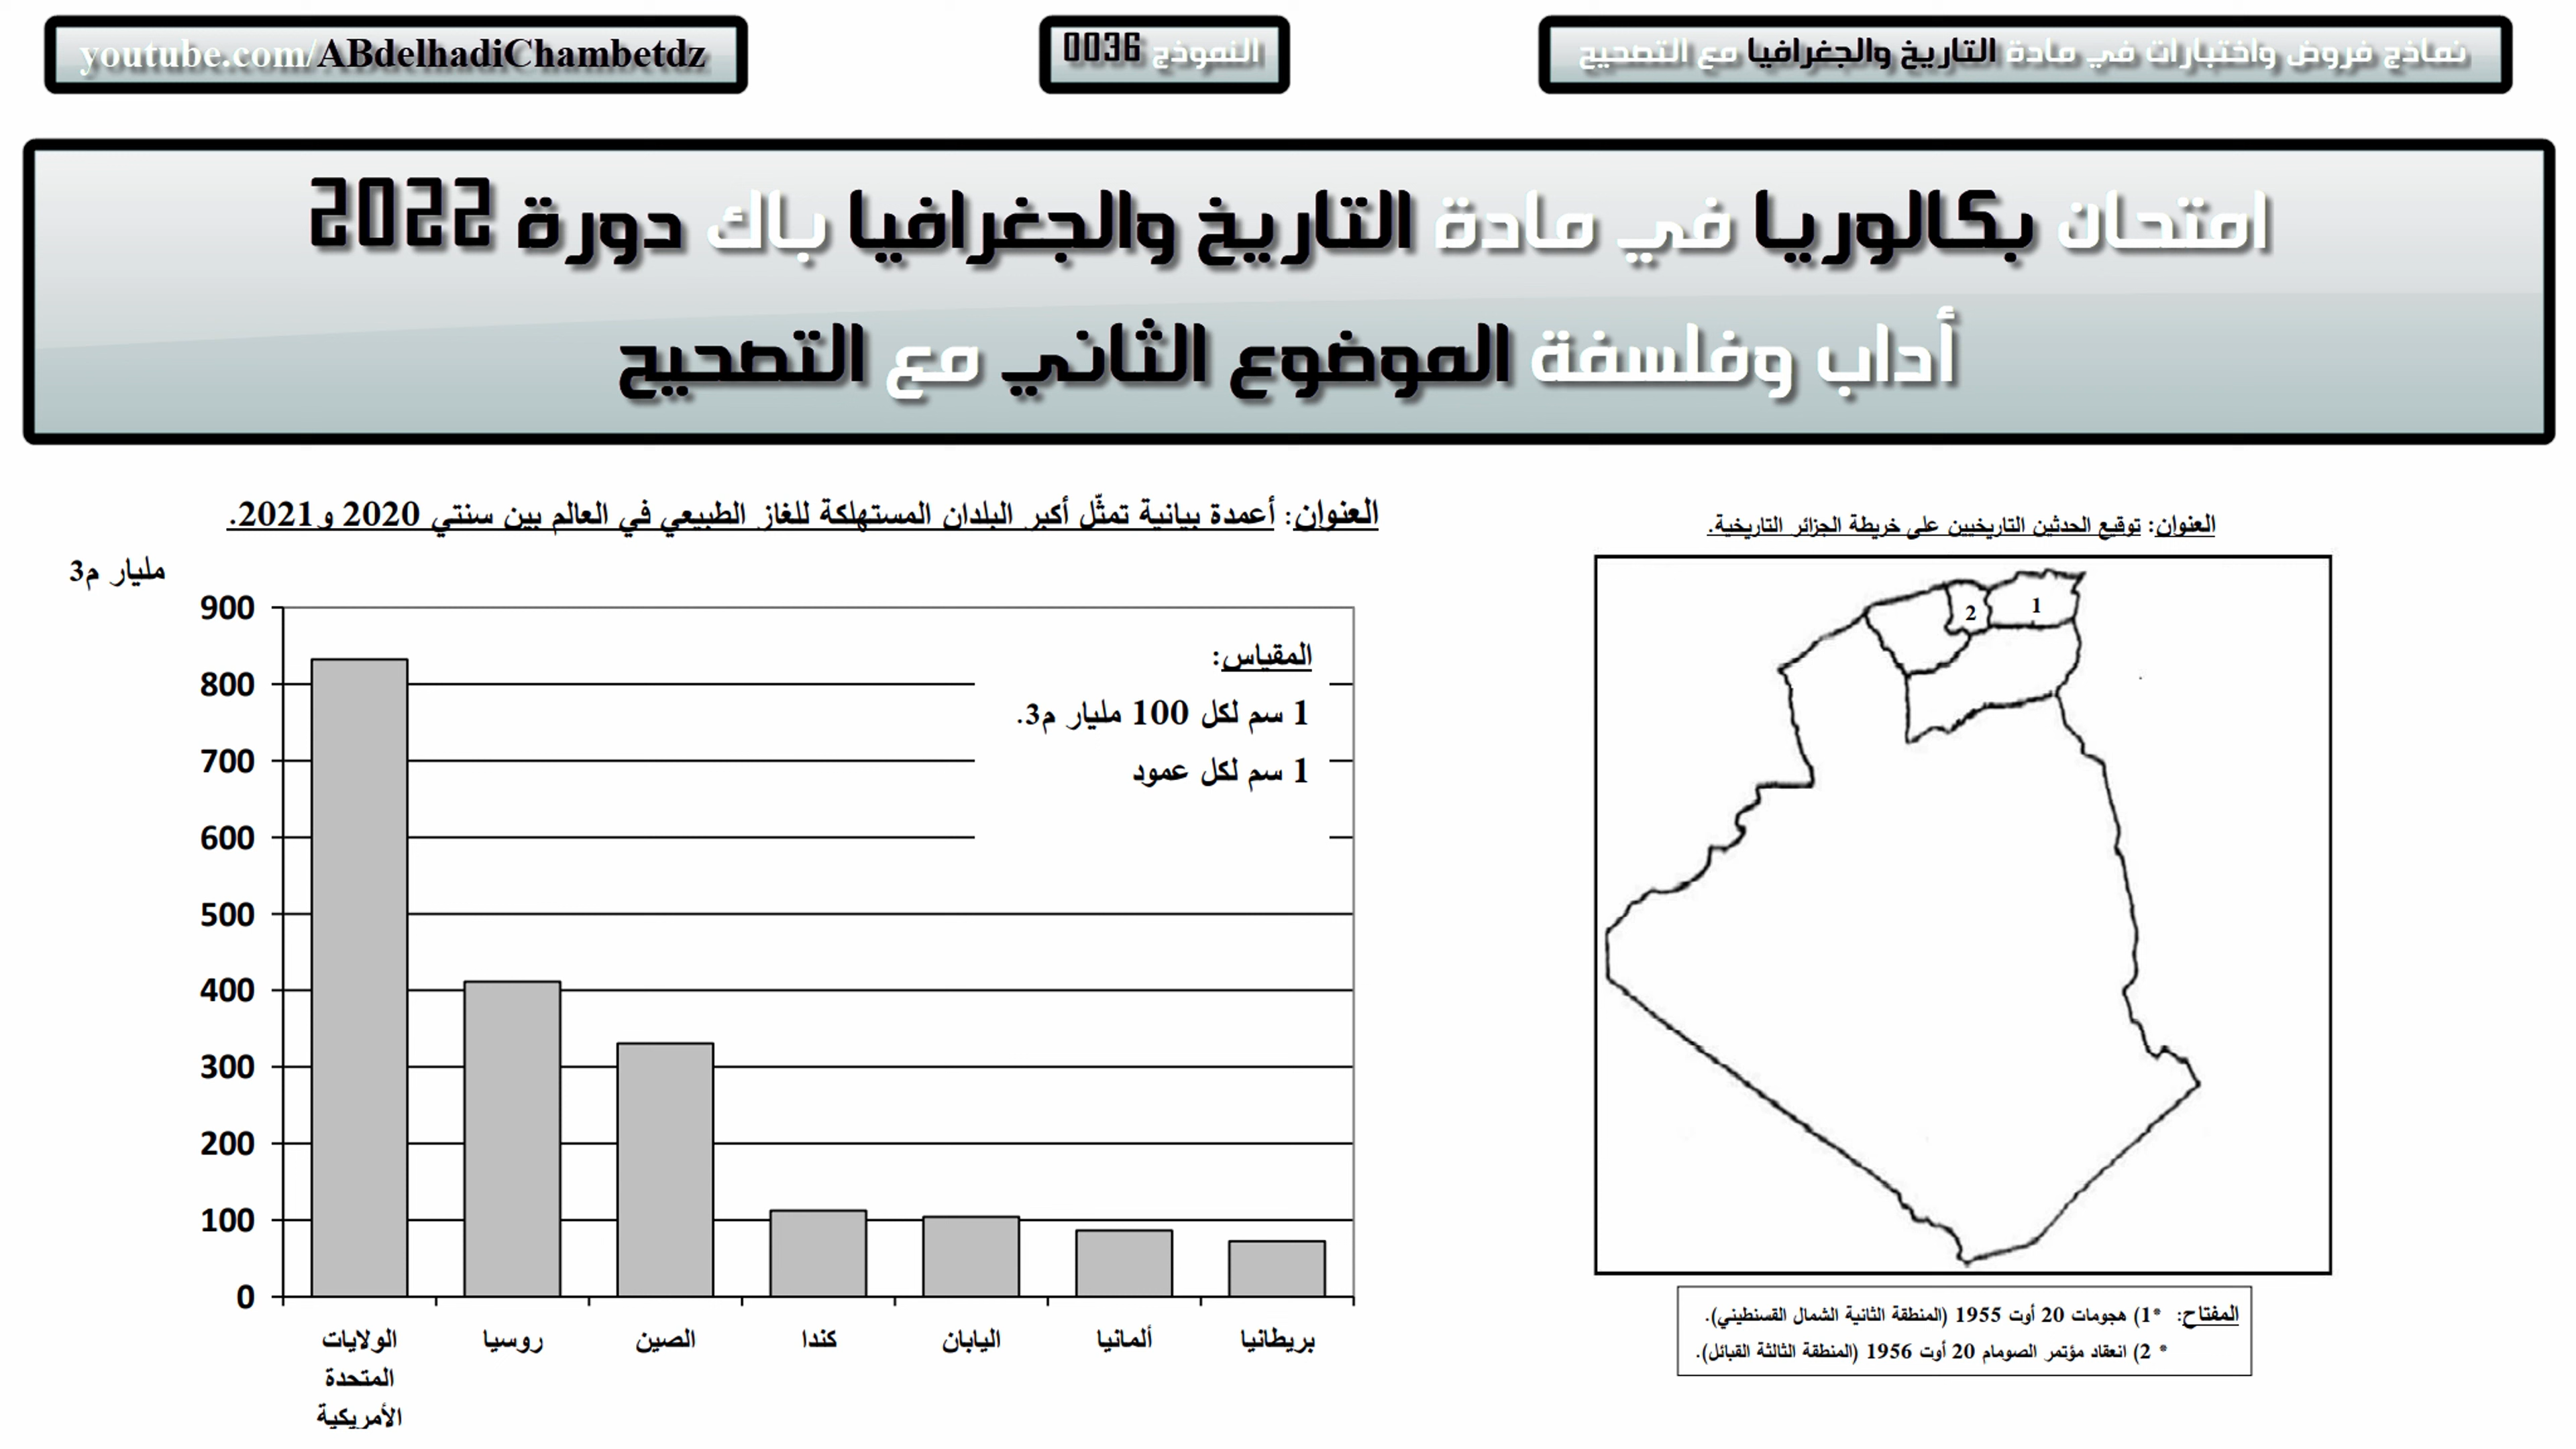 نماذج فروض واختبارات في مادة التاريخ والجغرافيا مع التصحيح
النموذج 0036
youtube.com/ABdelhadiChambetdz
امتحان بكالوريا في مادة التاريخ والجغرافيا باك دورة 2022
أداب وفلسفة الموضوع الثاني مع التصحيح
العنوان: توقيع الحدثين التاريخيين على خريطة الجزائر التاريخية.
1
2
المفتاح: *1) هجومات 20 أوت 1955 (المنطقة الثانية الشمال القسنطيني).
* 2) انعقاد مؤتمر الصومام 20 أوت 1956 (المنطقة الثالثة القبائل).
العنوان: أعمدة بيانية تمثّل أكبر البلدان المستهلكة للغاز الطبيعي في العالم بين سنتي 2020 و2021.
مليار م3
900
800
700
600
500
400
300
200
100
0
المقياس:
1 سم لكل 100 مليار م3.
1 سم لكل عمود
الولايات المتحدة الأمريكية
روسيا
الصين
كندا
اليابان
ألمانيا
بريطانيا